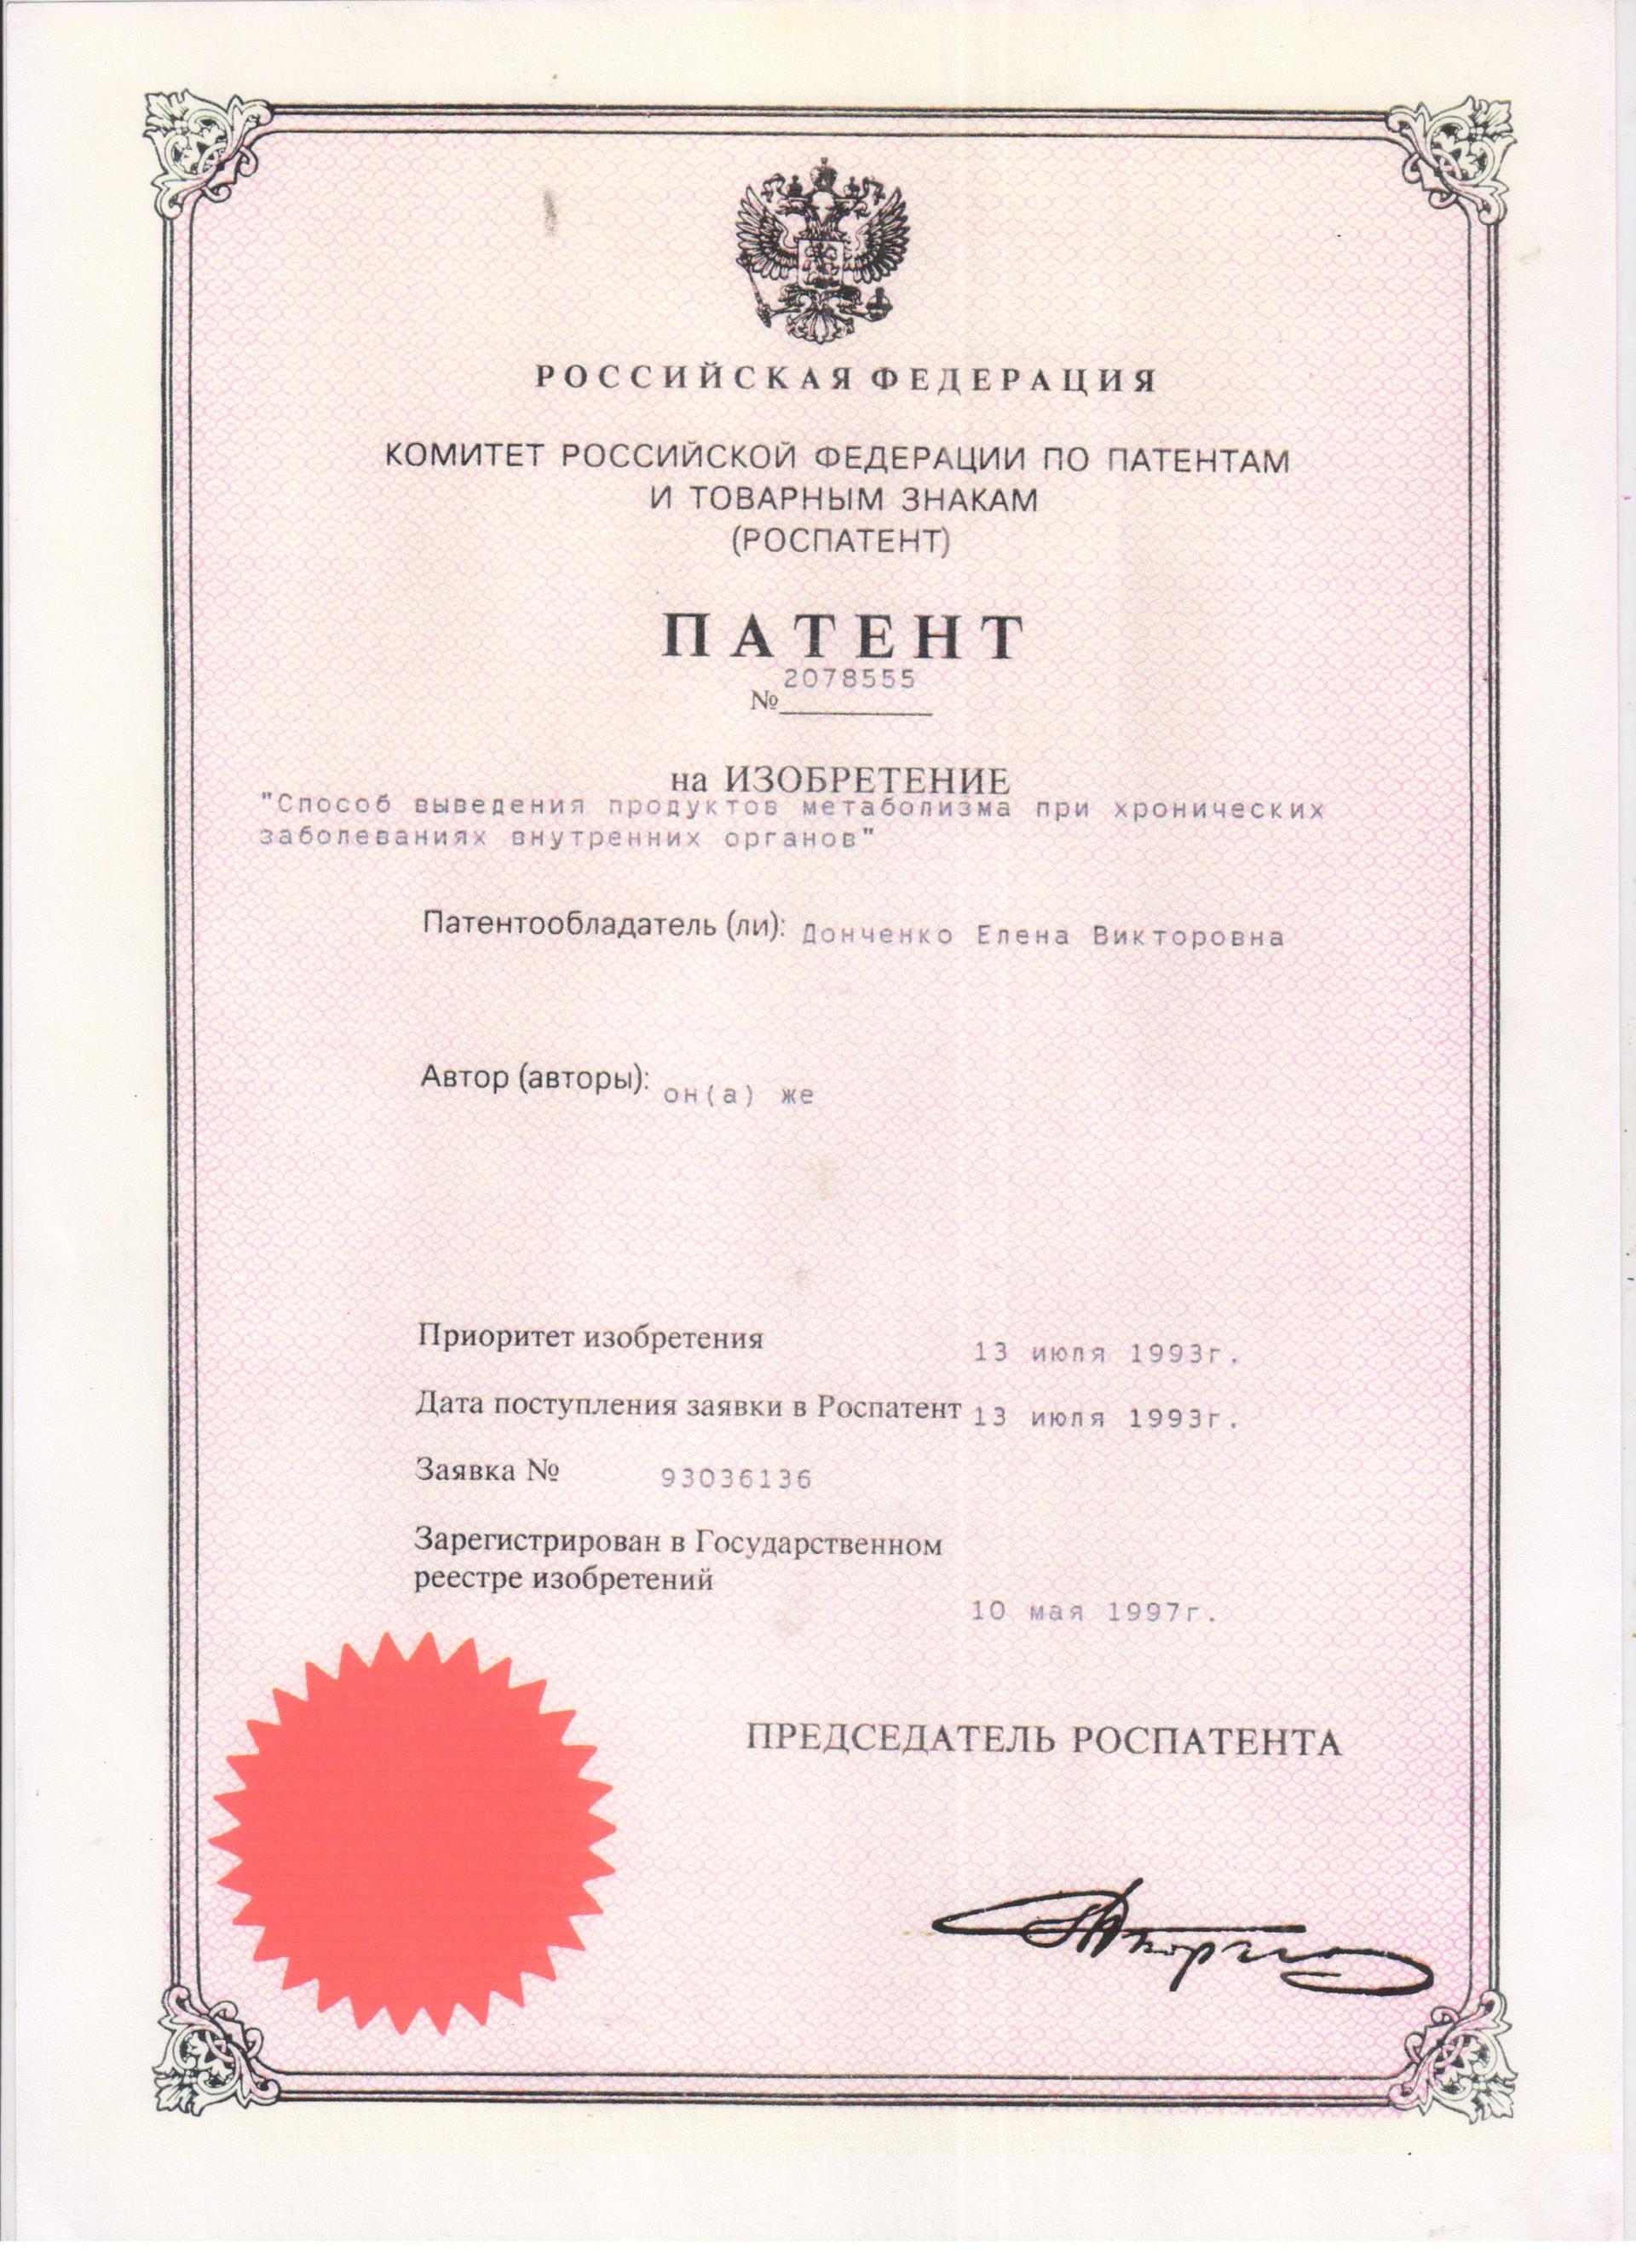 РОССИЙСКАЯ ФЕДЕРАЦИЯ
КОМИТЕТ РОССИЙСКОЙ ФЕДЕРАЦИИ ПО ПАТЕНТАМ
И ТОВАРНЫМ ЗНАКАМ
(РОСПАТЕНТ)
ПАТЕНТ
№ 2078555
на ИЗОБРЕТЕНИЕ
"Способ выведения продуктов метаболизма при хронических
заболеваниях внутренних органов"
Патентообладатель (ли): Донченко Елена Викторовна
Автор (авторы): он(а) же
Приоритет изобретения 13 июля 1993г.
Дата поступления заявки в Роспатент 13 июля 1993г.
Заявка № 93036136
Зарегистрирован в Государственном
реестре изобретений
10 мая 1997г.
ПРЕДСЕДАТЕЛЬ РОСПАТЕНТА